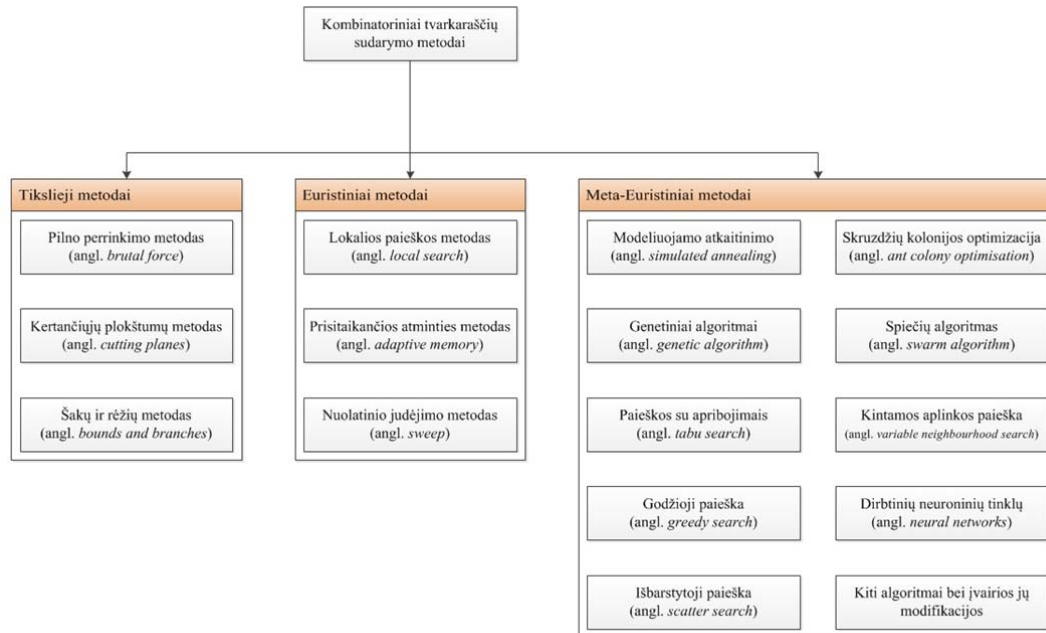 Kombinatoriniai tvarkaraščių
sudarymo metodai
Tikslieji metodai
Pilno perrinkimo metodas
(angl. brutal force)
Kertančiųjų plokštumų metodas
(angl. cutting planes)
Šakų ir rėžių metodas
(angl. bounds and branches)
Euristiniai metodai
Lokalios paieškos metodas
(angl. local search)
Prisitaikančios atminties metodas
(angl. adaptive memory)
Nuolatinio judėjimo metodas
(angl. sweep)
Meta-Euristiniai metodai
Modeliuojamo atkaitinimo
(angl. simulated annealing)
Genetiniai algoritmai
(angl. genetic algorithm)
Paieškos su apribojimais
(angl. tabu search)
Godžioji paieška
(angl. greedy search)
Išbarstytoji paieška
(angl. scatter search)
Skruzdžių kolonijos optimizacija
(angl. ant colony optimisation)
Spiečių algoritmas
(angl. swarm algorithm)
Kintamos aplinkos paieška
(angl. variable neighbourhood search)
Dirbtinių neuroninių tinklų
(angl. neural networks)
Kiti algoritmai bei įvairios jų
modifikacijos